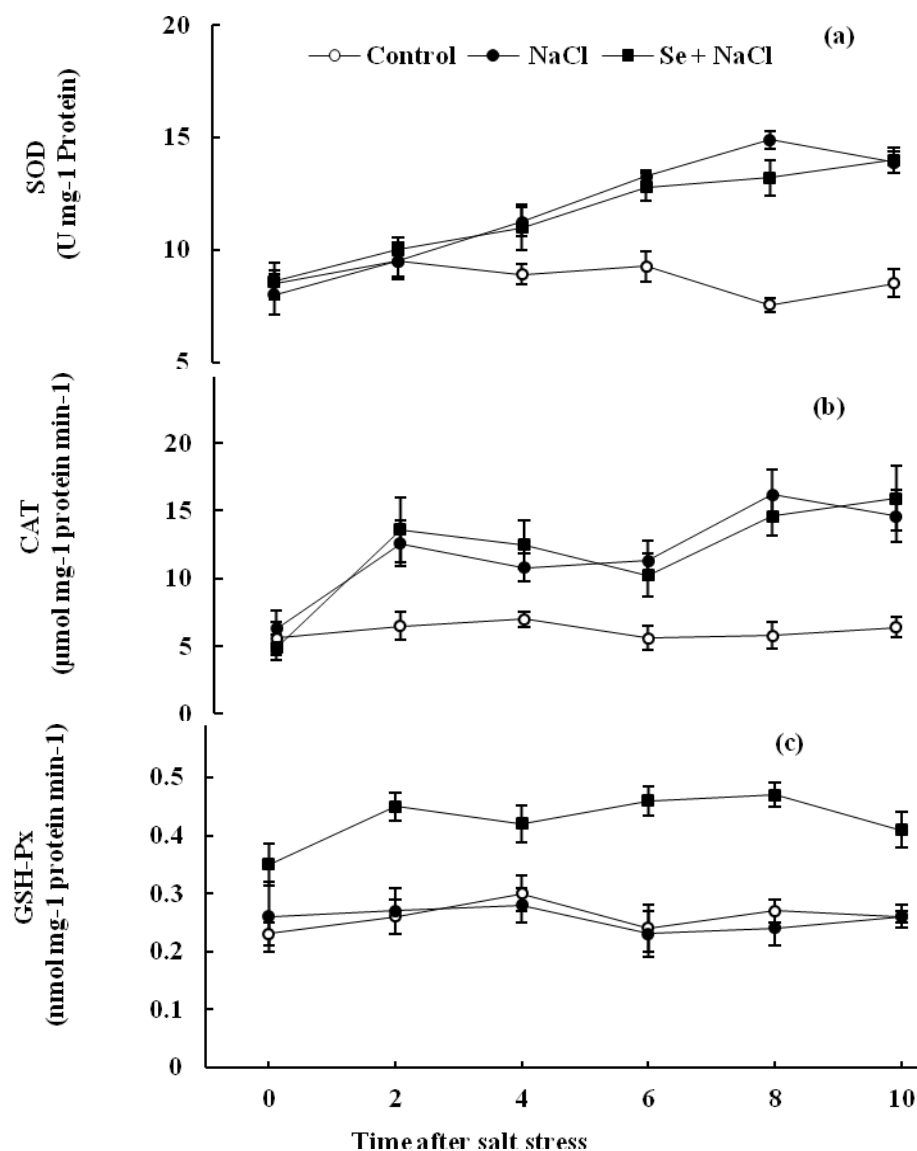 20
(a)
Control NaCl Se + NaCl
SOD
(U mg-1 Protein)
15
10
5
(b)
CAT
(µmol mg-1 protein min-1)
20
15
10
5
0
(c)
GSH-Px
(nmol mg-1 protein min-1)
0.5
0.4
0.3
0.2
0.1
0
0 2 4 6 8 10
Time after salt stress